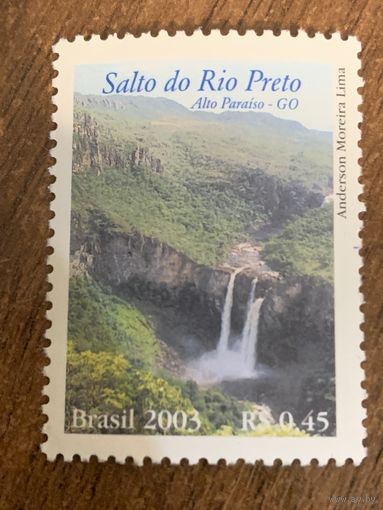 Salto do Rio Preto
Alto Paraíso - GO
Anderson Moreira Lima
Brasil 2003 R$ 0.45